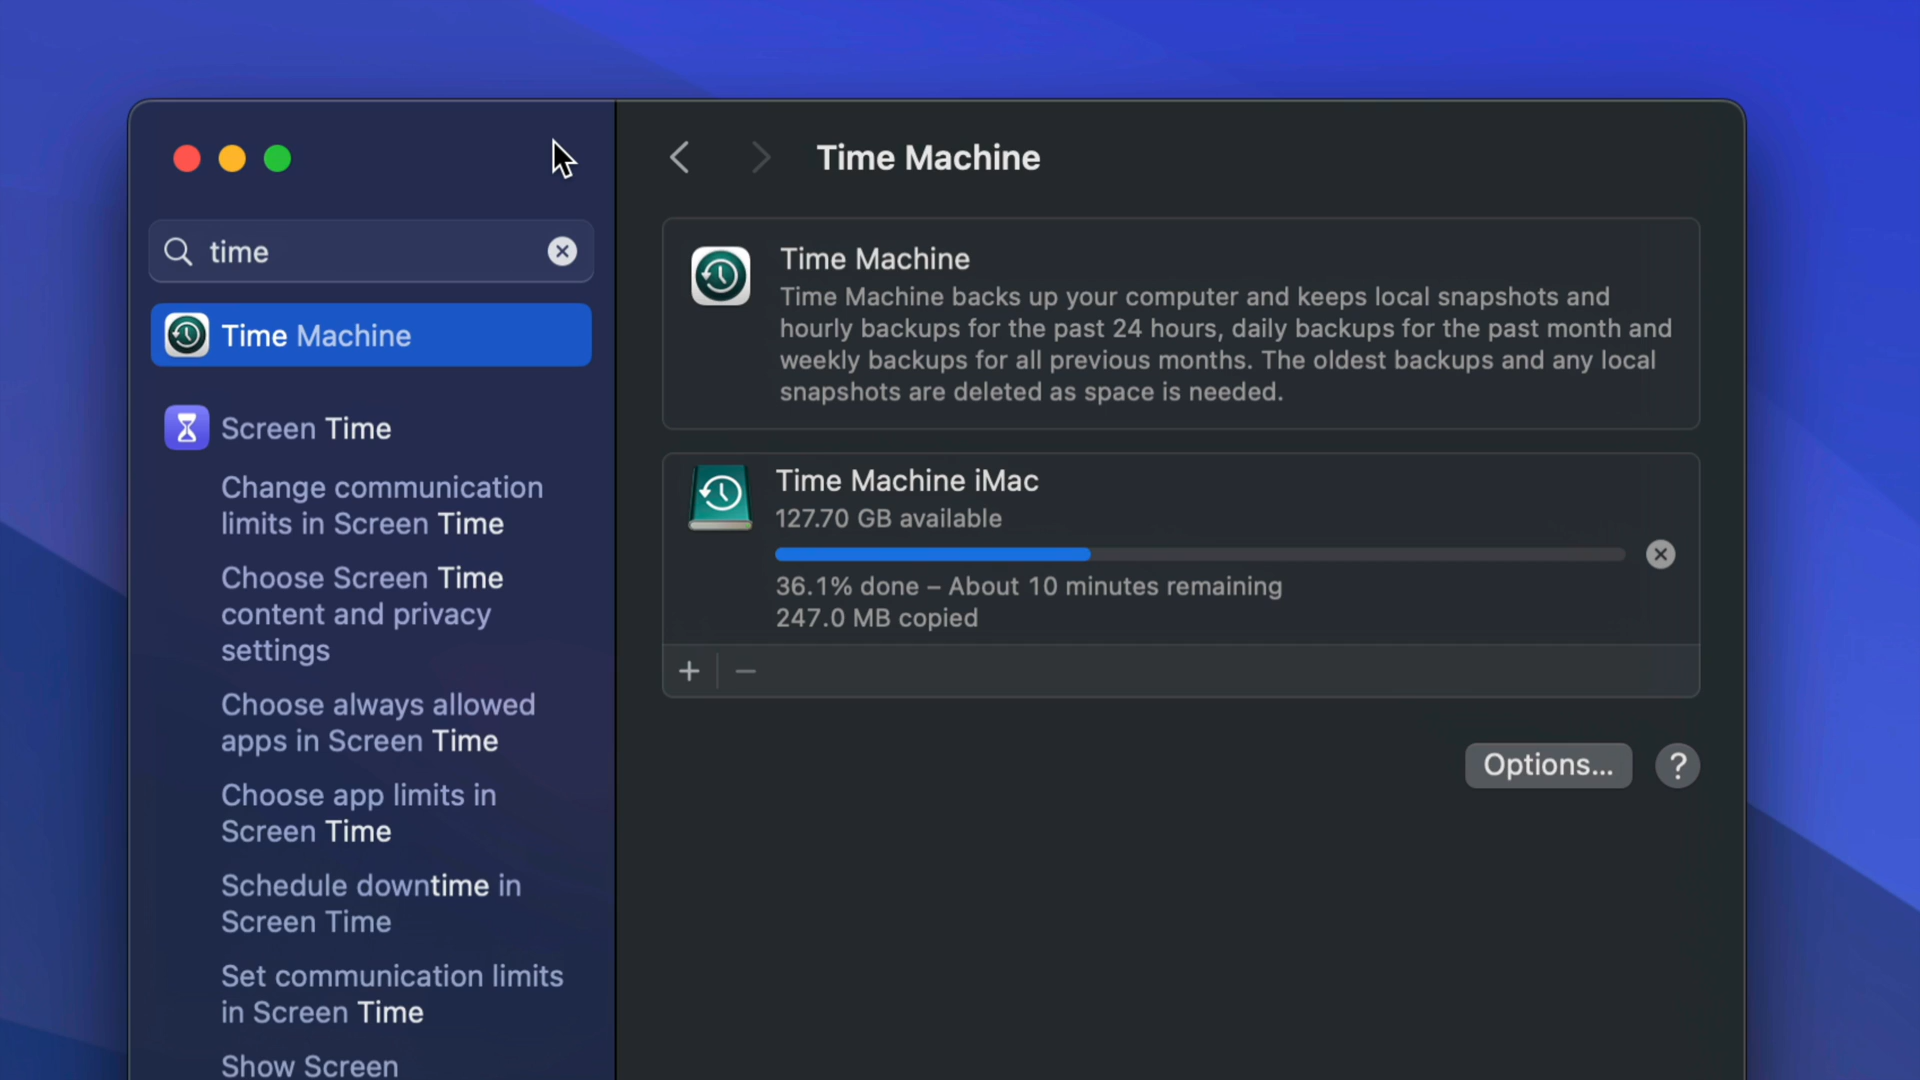 time
Time Machine
Screen Time
Change communication
limits in Screen Time
Choose Screen Time
content and privacy
settings
Choose always allowed
apps in Screen Time
Choose app limits in
Screen Time
Schedule downtime in
Screen Time
Set communication limits
in Screen Time
Show Screen
Time Machine
Time Machine
Time Machine backs up your computer and keeps local snapshots and
hourly backups for the past 24 hours, daily backups for the past month and
weekly backups for all previous months. The oldest backups and any local
snapshots are deleted as space is needed.
Time Machine iMac
127.70 GB available
36.1% done – About 10 minutes remaining
247.0 MB copied
Options...
?